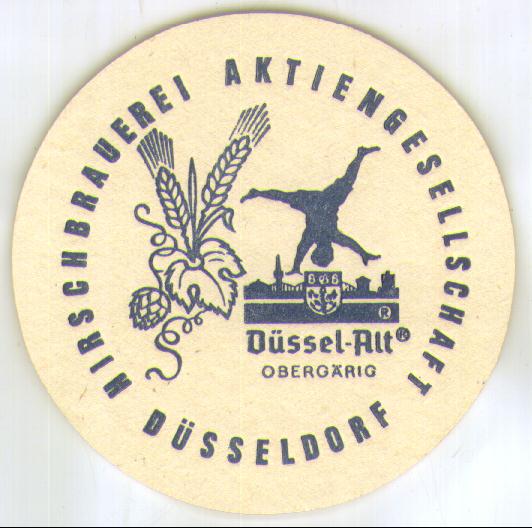 HIRSCHBRAUEREI AKTIENGESELLSCHAFT
DÜSSELDORF
Düssel-Alt®
OBERGÄRIG
®